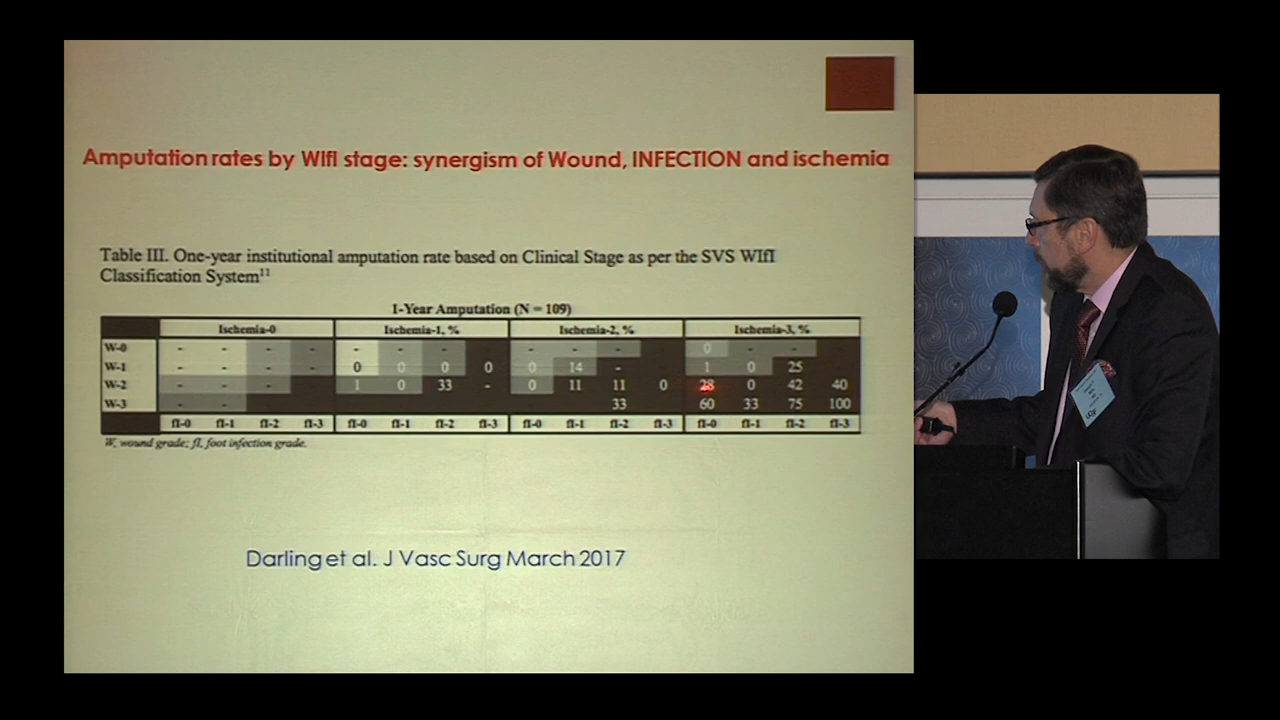 Amputation rates by WIfI stage: synergism of Wound, INFECTION and ischemia
Table III. One-year institutional amputation rate based on Clinical Stage as per the SVS WIfI
Classification System11
1-Year Amputation (N = 109)
Ischemia-0 Ischemia-1, % Ischemia-2, % Ischemia-3, %
W-0 - - - - - - - - - - 0 - -
W-1 - - - - 0 0 0 0 0 14 - 1 0 25
W-2 - - - 1 0 33 - 0 11 11 0 28 0 42 40
W-3 - - 33 60 33 75 100
fI-0 fI-1 fI-2 fI-3 fI-0 fI-1 fI-2 fI-3 fI-0 fI-1 fI-2 fI-3 fI-0 fI-1 fI-2 fI-3
W, wound grade; fI, foot infection grade.
Darling et al. J Vasc Surg March 2017